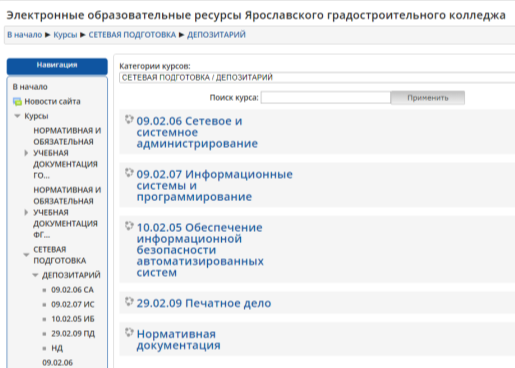 Электронные образовательные ресурсы Ярославского градостроительного колледжа
В начало ► Курсы ► СЕТЕВАЯ ПОДГОТОВКА ► ДЕПОЗИТАРИЙ
Навигация
В начало
Новости сайта
Курсы
НОРМАТИВНАЯ И
ОБЯЗАТЕЛЬНАЯ
УЧЕБНАЯ
ДОКУМЕНТАЦИЯ
ГО...
НОРМАТИВНАЯ И
ОБЯЗАТЕЛЬНАЯ
УЧЕБНАЯ
ДОКУМЕНТАЦИЯ
ФГ...
СЕТЕВАЯ
ПОДГОТОВКА
ДЕПОЗИТАРИЙ
09.02.06 СА
09.02.07 ИС
10.02.05 ИБ
29.02.09 ПД
НД
09.02.06
Категории курсов:
СЕТЕВАЯ ПОДГОТОВКА / ДЕПОЗИТАРИЙ
Поиск курса: Применить
09.02.06 Сетевое и
системное
администрирование
09.02.07 Информационные
системы и
программирование
10.02.05 Обеспечение
информационной
безопасности
автоматизированных
систем
29.02.09 Печатное дело
Нормативная
документация